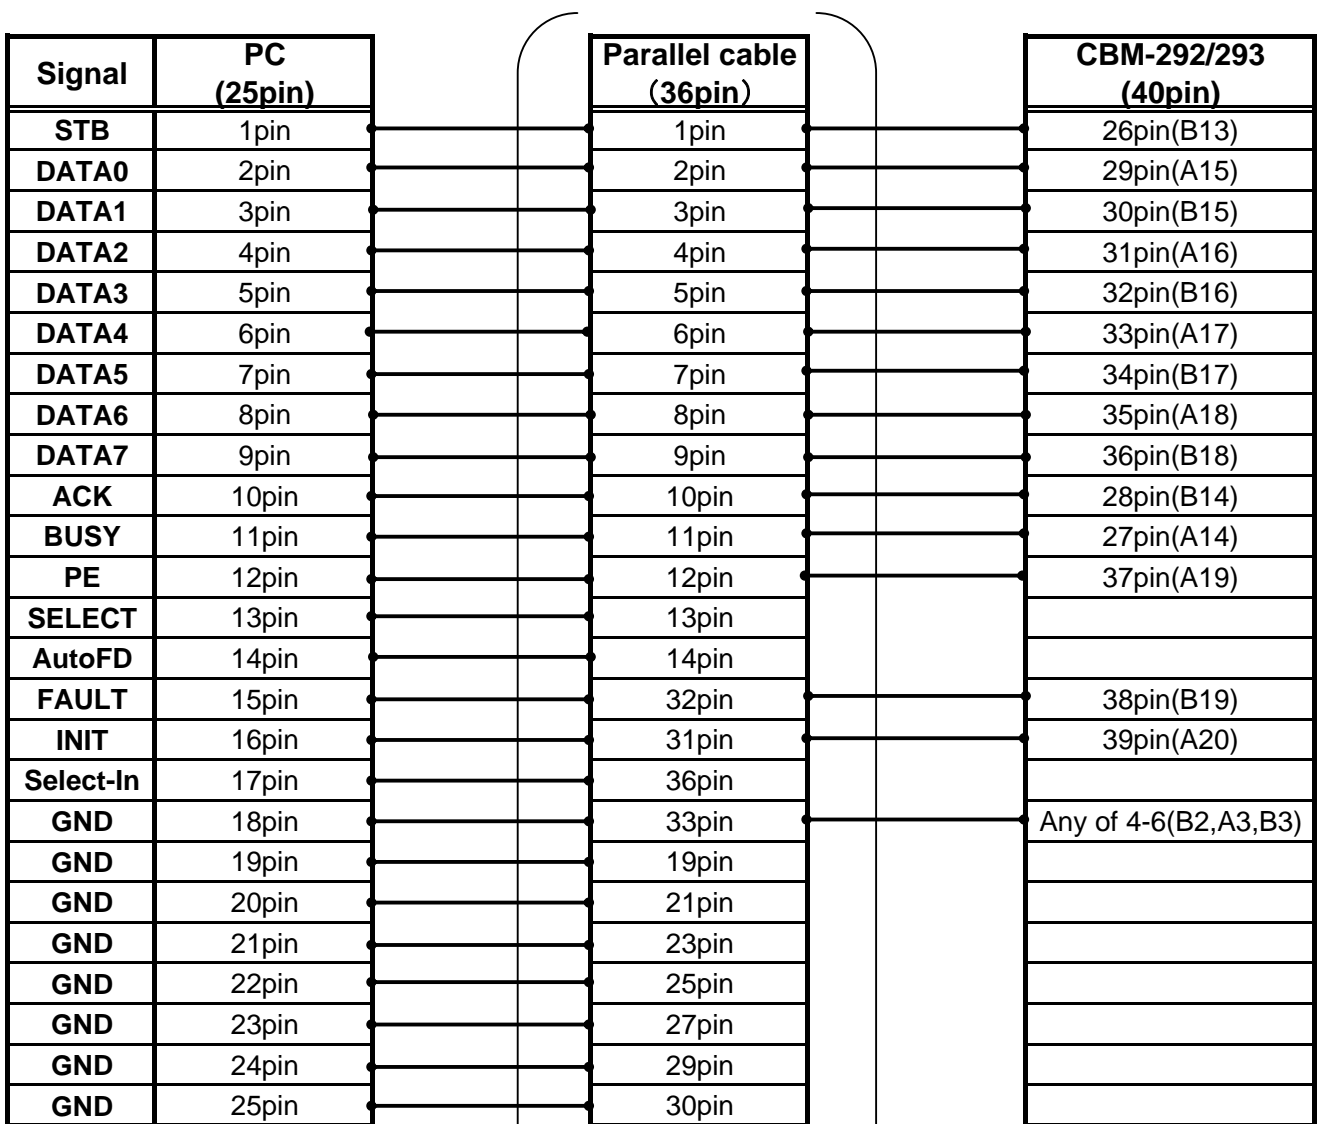 Signal PC (25pin) Parallel cable （36pin） CBM-292/293 (40pin)
STB 1pin 1pin 26pin(B13)
DATA0 2pin 2pin 29pin(A15)
DATA1 3pin 3pin 30pin(B15)
DATA2 4pin 4pin 31pin(A16)
DATA3 5pin 5pin 32pin(B16)
DATA4 6pin 6pin 33pin(A17)
DATA5 7pin 7pin 34pin(B17)
DATA6 8pin 8pin 35pin(A18)
DATA7 9pin 9pin 36pin(B18)
ACK 10pin 10pin 28pin(B14)
BUSY 11pin 11pin 27pin(A14)
PE 12pin 12pin 37pin(A19)
SELECT 13pin 13pin
AutoFD 14pin 14pin
FAULT 15pin 32pin 38pin(B19)
INIT 16pin 31pin 39pin(A20)
Select-In 17pin 36pin
GND 18pin 33pin Any of 4-6(B2,A3,B3)
GND 19pin 19pin
GND 20pin 21pin
GND 21pin 23pin
GND 22pin 25pin
GND 23pin 27pin
GND 24pin 29pin
GND 25pin 30pin